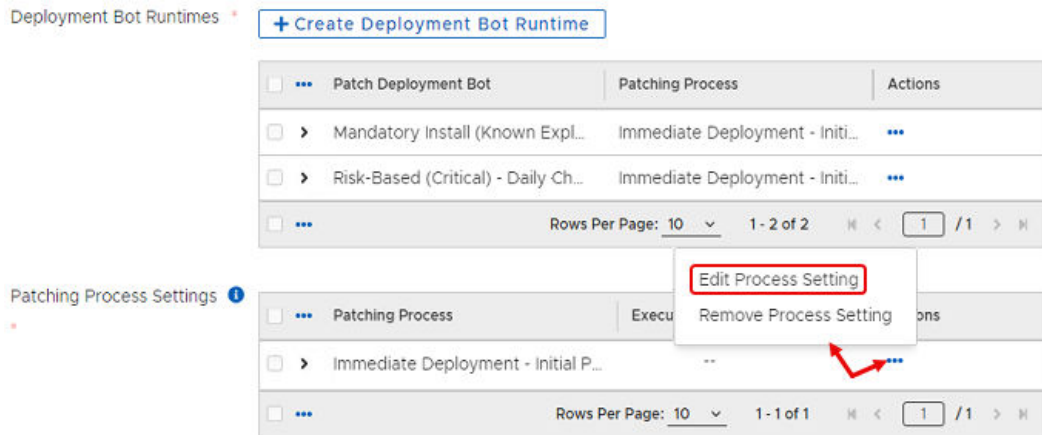 Deployment Bot Runtimes *
+ Create Deployment Bot Runtime
••• Patch Deployment Bot Patching Process Actions
> Mandatory Install (Known Expl... Immediate Deployment - Initi... •••
> Risk-Based (Critical) - Daily Ch... Immediate Deployment - Initi... •••
••• Rows Per Page: 10 1 - 2 of 2 1 / 1
Edit Process Setting
Remove Process Setting
Patching Process Settings *
••• Patching Process Execu ons
> Immediate Deployment - Initial P... -- •••
••• Rows Per Page: 10 1 - 1 of 1 1 / 1